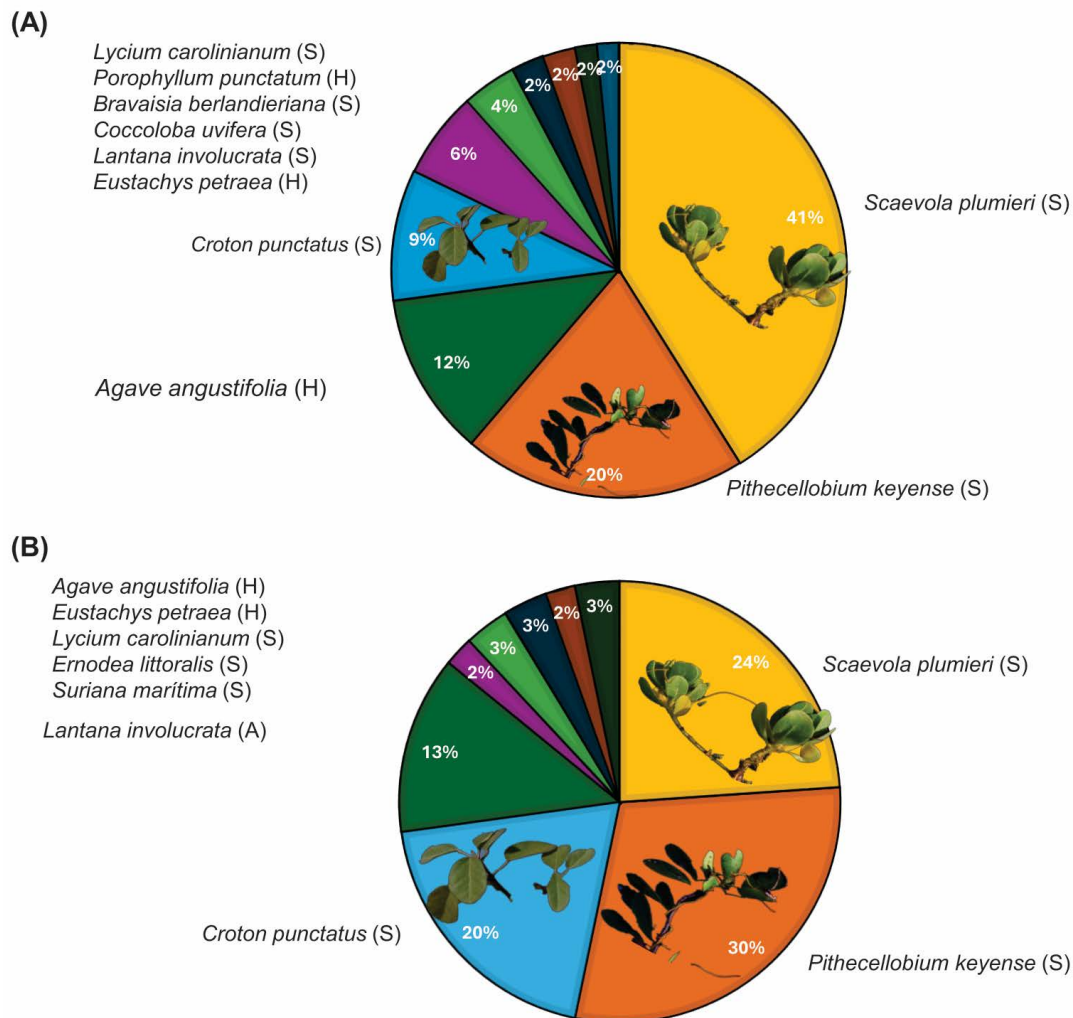 (A)
Lycium carolinianum (S)
Porophyllum punctatum (H)
Bravaisia berlandieriana (S)
Coccoloba uvifera (S)
Lantana involucrata (S)
Eustachys petraea (H)
Croton punctatus (S)
Agave angustifolia (H)
2%
2%
2%
2%
4%
6%
9%
12%
20%
41%
Scaevola plumieri (S)
Pithecellobium keyense (S)
(B)
Agave angustifolia (H)
Eustachys petraea (H)
Lycium carolinianum (S)
Ernodea littoralis (S)
Suriana marítima (S)
Lantana involucrata (A)
Croton punctatus (S)
3%
2%
3%
3%
2%
13%
20%
30%
24%
Scaevola plumieri (S)
Pithecellobium keyense (S)